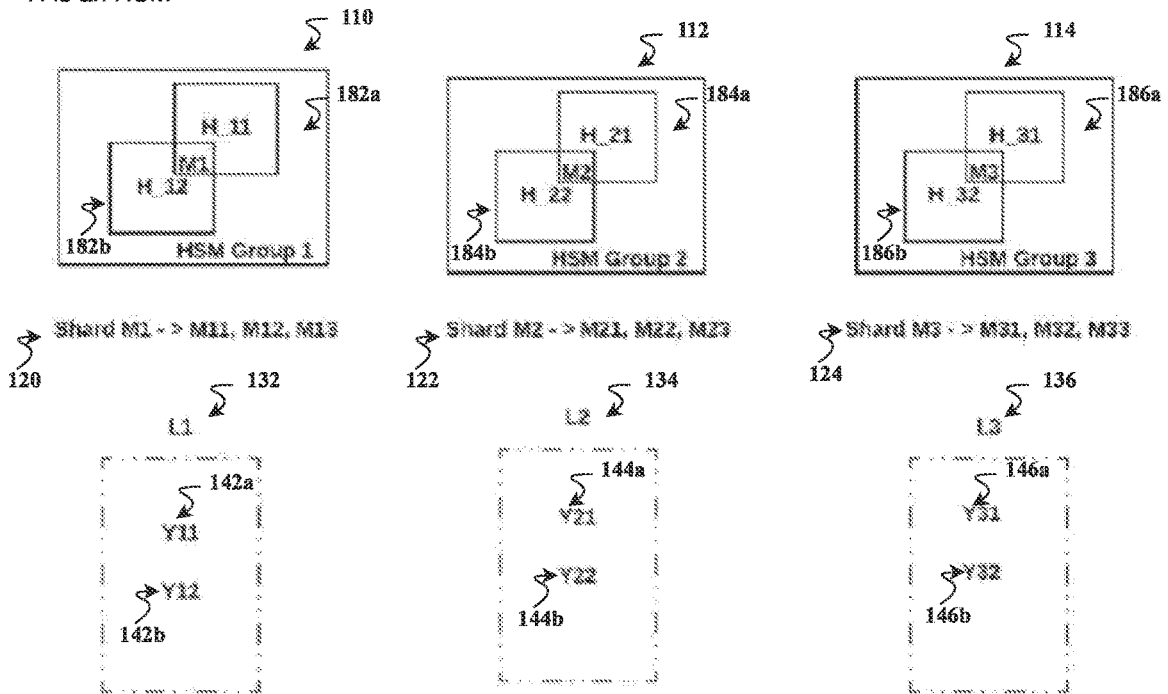 110
112
114
182a
184a
186a
H_11
H_21
H_31
M1
M2
M3
H_12
H_22
H_32
182b
184b
186b
HSM Group 1
HSM Group 2
HSM Group 3
Shard M1 - > M11, M12, M13
Shard M2 - > M21, M22, M23
Shard M3 - > M31, M32, M33
120
132
122
134
124
136
L1
L2
L3
142a
144a
146a
Y11
Y21
Y31
Y12
Y22
Y32
142b
144b
146b